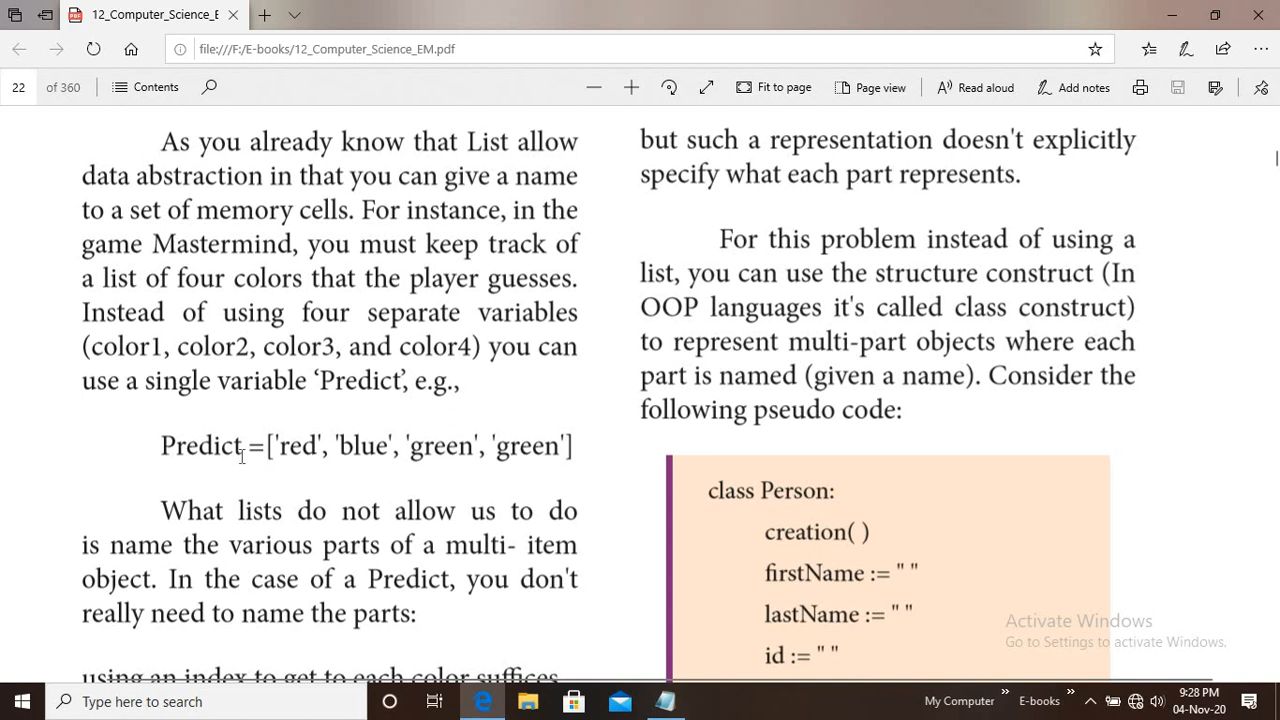 12_Computer_Science_E
file:///F:/E-books/12_Computer_Science_EM.pdf
22 of 360 Contents Fit to page Page view Read aloud Add notes
As you already know that List allow
data abstraction in that you can give a name
to a set of memory cells. For instance, in the
game Mastermind, you must keep track of
a list of four colors that the player guesses.
Instead of using four separate variables
(color1, color2, color3, and color4) you can
use a single variable ‘Predict’, e.g.,
Predict =['red', 'blue', 'green', 'green']
What lists do not allow us to do
is name the various parts of a multi- item
object. In the case of a Predict, you don't
really need to name the parts:
using an index to get to each color suffices.
but such a representation doesn't explicitly
specify what each part represents.
For this problem instead of using a
list, you can use the structure construct (In
OOP languages it's called class construct)
to represent multi-part objects where each
part is named (given a name). Consider the
following pseudo code:
class Person:
creation( )
firstName := " "
lastName := " "
id := " "
Activate Windows
Go to Settings to activate Windows.
Type here to search
My Computer
E-books
9:28 PM
04-Nov-20